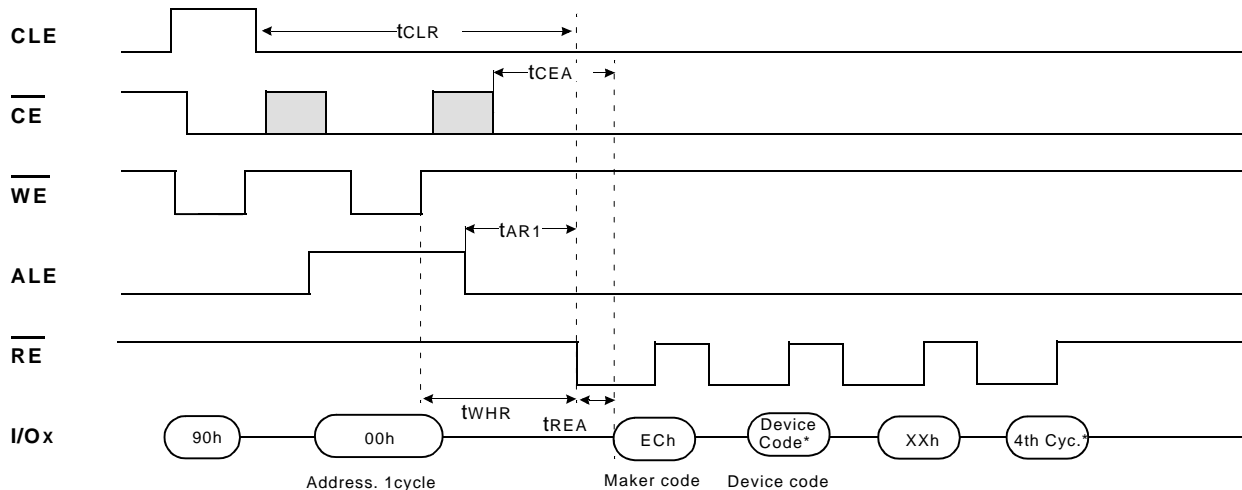 CLE
tCLR
tCEA
CE
WE
tAR1
ALE
RE
tWHR
tREA
I/Ox
90h
00h
ECh
Device
Code*
XXh
4th Cyc.*
Address. 1cycle
Maker code
Device code